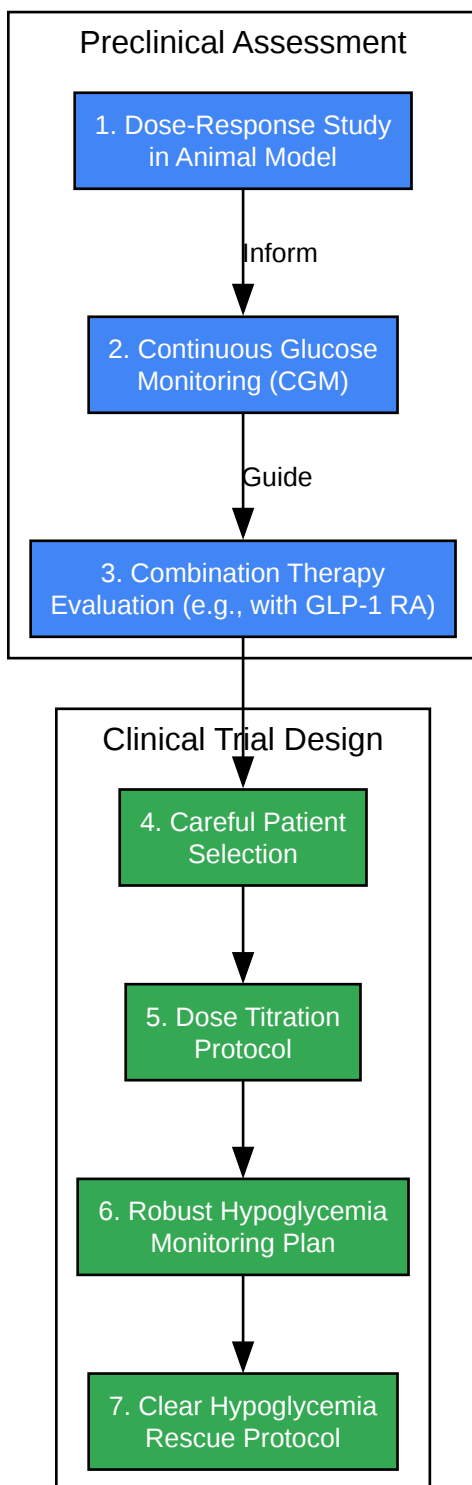 Preclinical Assessment
1. Dose-Response Study
in Animal Model
Inform
2. Continuous Glucose
Monitoring (CGM)
Guide
3. Combination Therapy
Evaluation (e.g., with GLP-1 RA)
Clinical Trial Design
4. Careful Patient
Selection
5. Dose Titration
Protocol
6. Robust Hypoglycemia
Monitoring Plan
7. Clear Hypoglycemia
Rescue Protocol